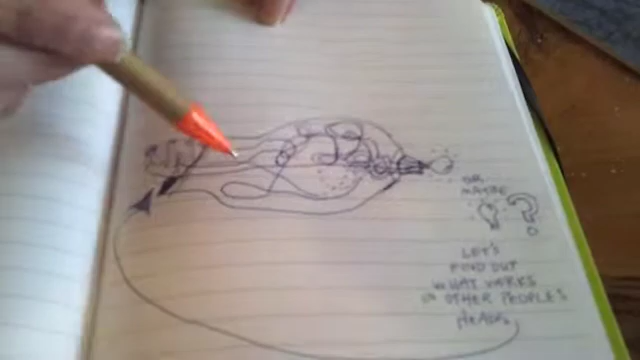 OR
MAYBE
?
LET'S
FIND OUT
WHAT WORKS
IN OTHER PEOPLE'S
HEADS